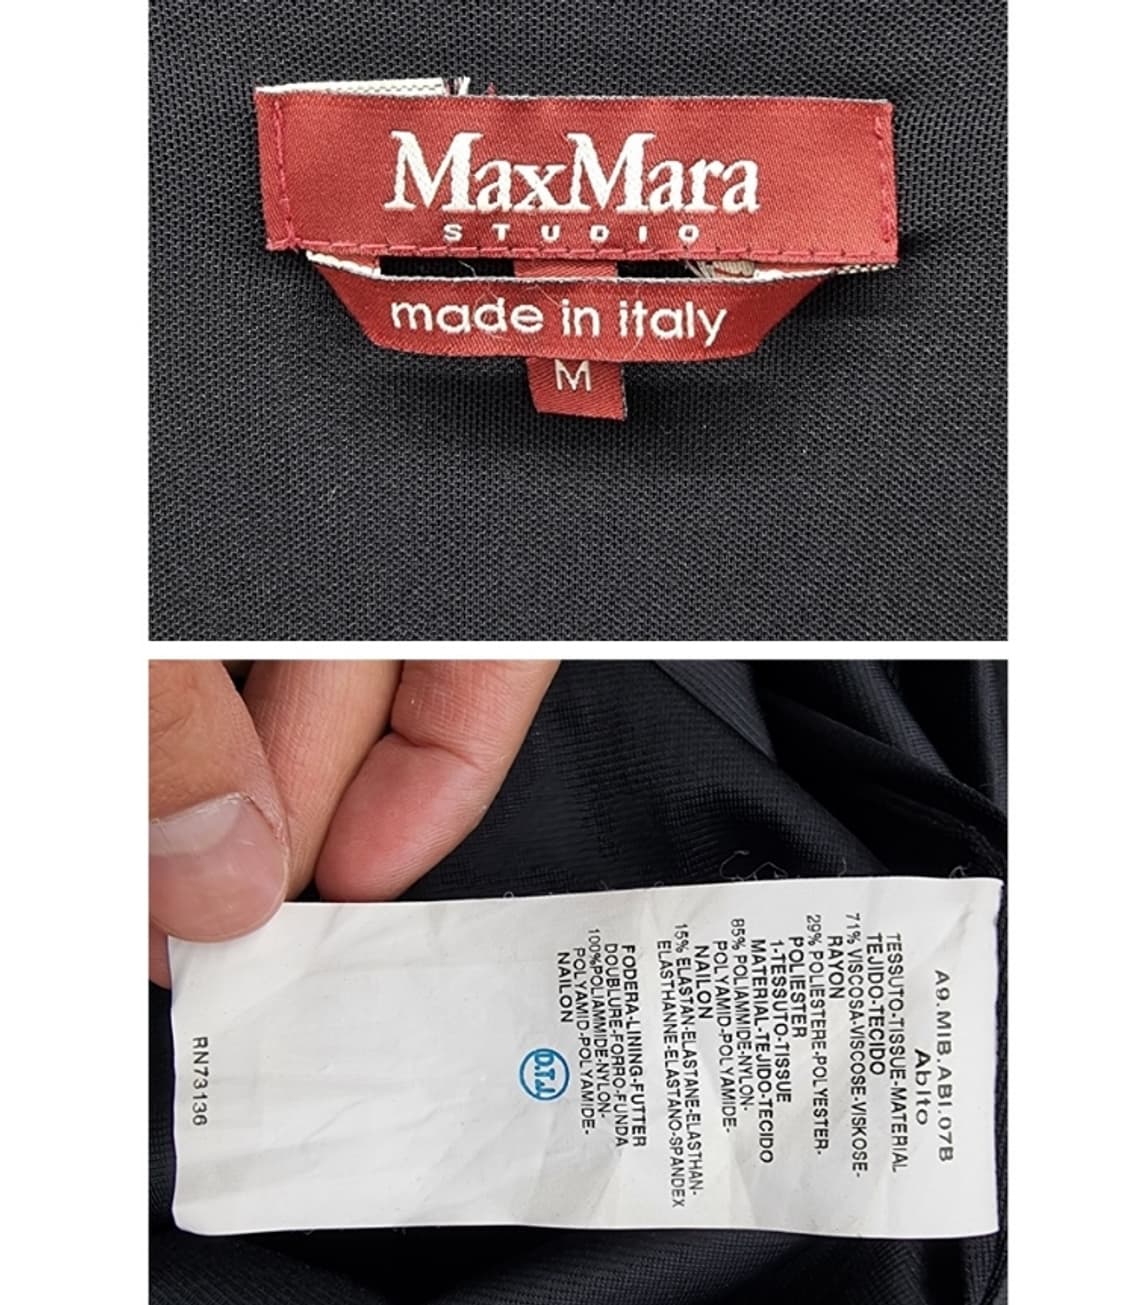 MaxMara
STUDIO
made in italy
M
A9.MIB.ABI.07B
Abito
TESSUTO-TISSUE-MATERIAL
TEJIDO-TECIDO
71% VISCOSA-VISCOSE-VISKOSE-
RAYON
29% POLIESTERE-POLYESTER-
POLIESTER
1-TESSUTO-TISSUE
MATERIAL-TEJIDO-TECIDO
85% POLIAMMIDE-NYLON-
POLYAMID-POLYAMIDE-
NAILON
15% ELASTAN-ELASTANE-ELASTHAN-
ELASTHANNE-ELASTANO-SPANDEX
FODERA-LINING-FUTTER
DOUBLURE-FORRO-FUNDA
100%POLIAMMIDE-NYLON-
POLYAMID-POLYAMIDE-
NAILON
D.T.J.
RN73136